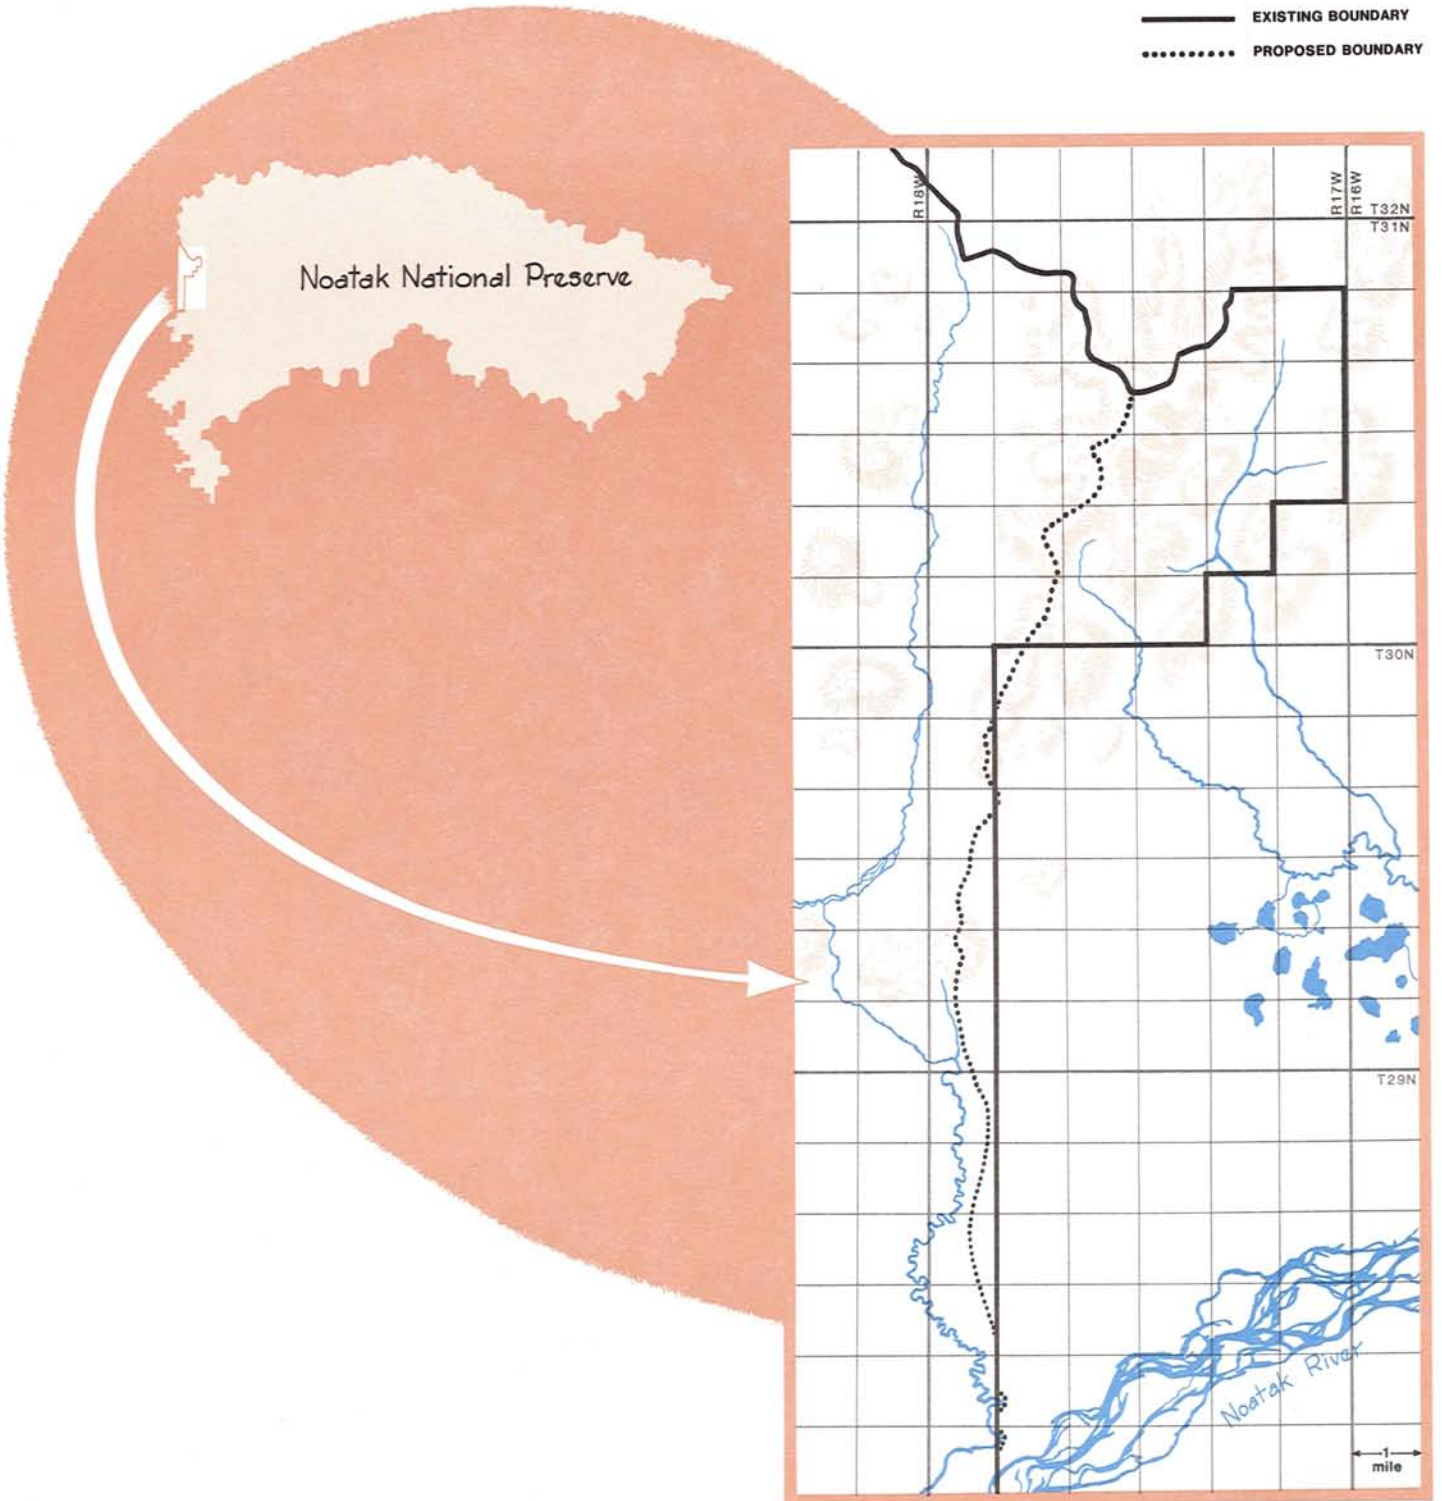 EXISTING BOUNDARY
PROPOSED BOUNDARY
Noatak National Preserve
R18W
R17W
R16W
T32N
T31N
T30N
T29N
Noatak River
1
mile